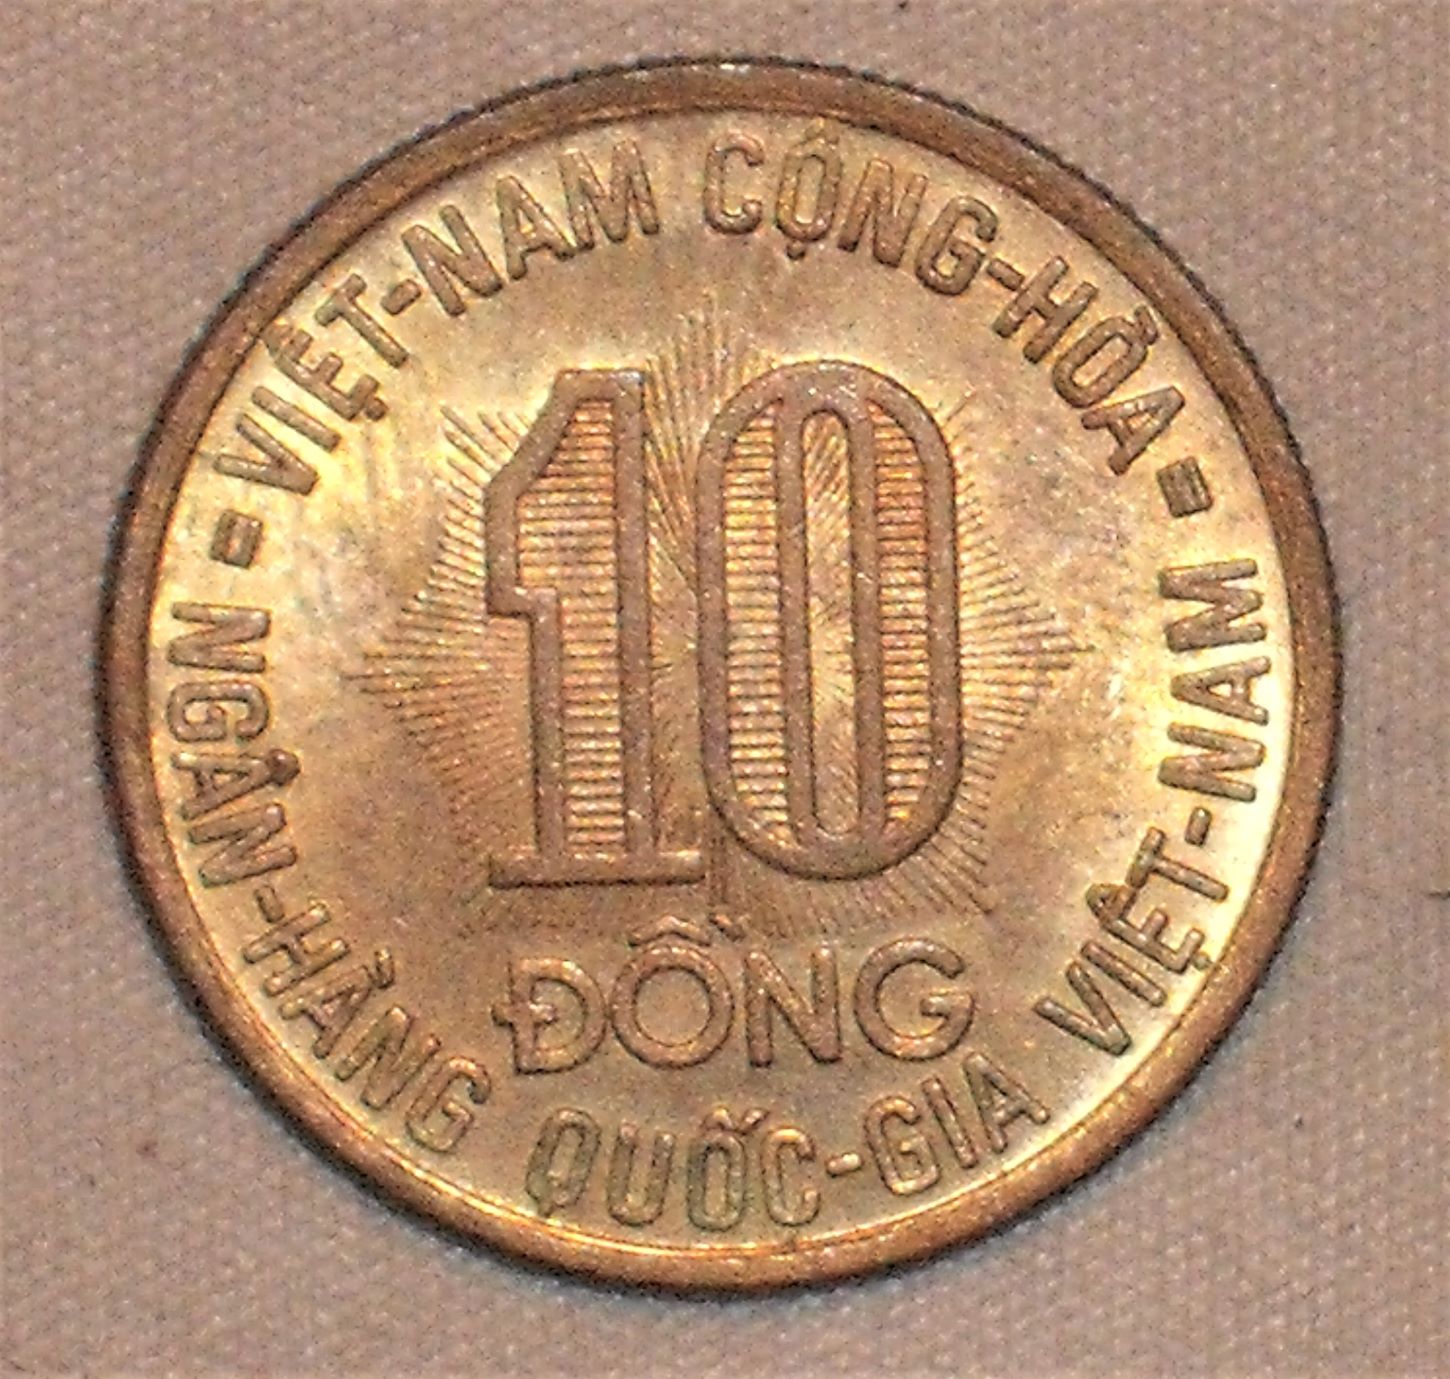 VIỆT-NAM CỘNG-HÒA
10
ĐỒNG
NGÂN-HÀNG QUỐC-GIA VIỆT-NAM